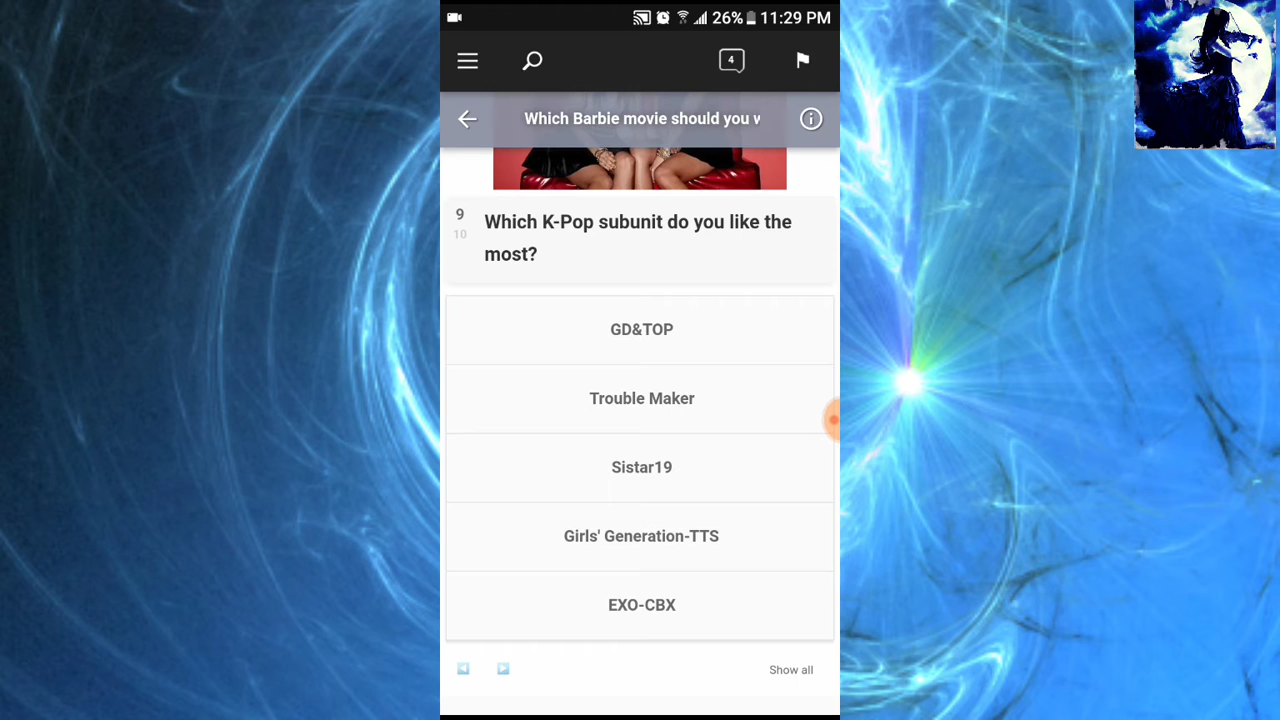 26% 11:29 PM
4
Which Barbie movie should you w
9
10
Which K-Pop subunit do you like the
most?
GD&TOP
Trouble Maker
Sistar19
Girls' Generation-TTS
EXO-CBX
Show all